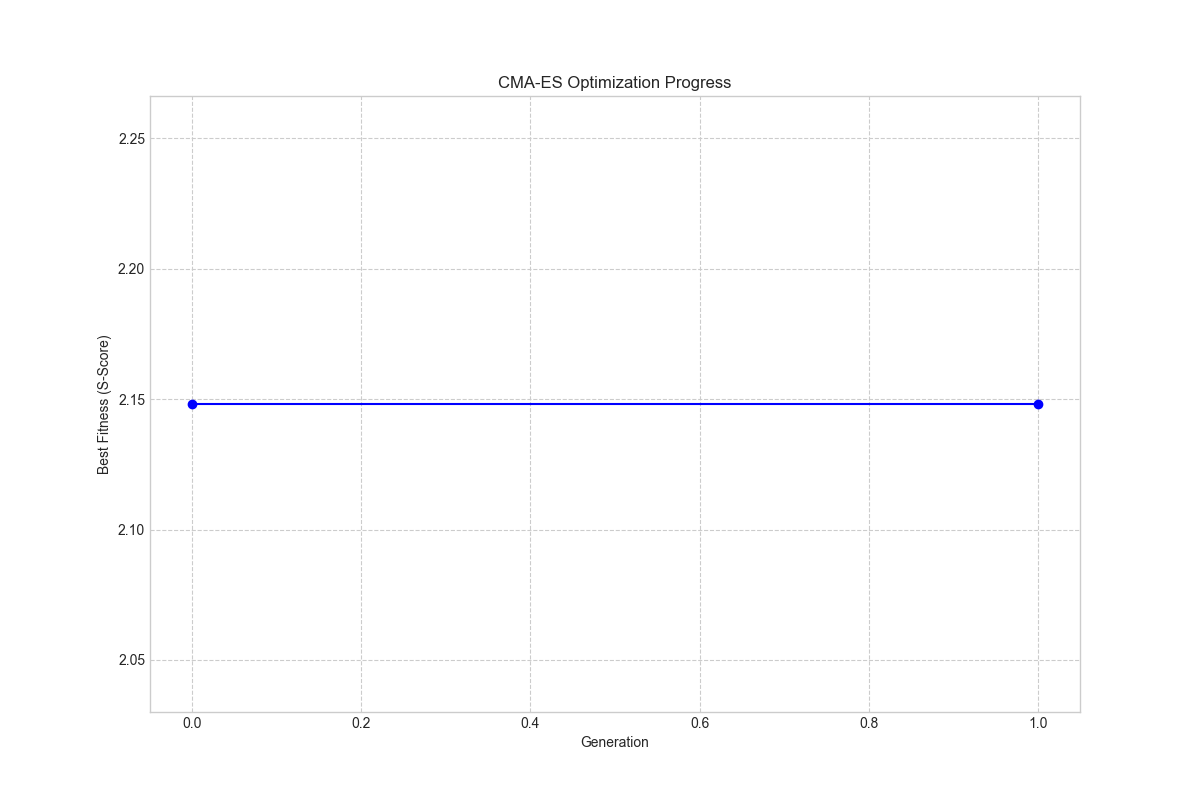 CMA-ES Optimization Progress
Best Fitness (S-Score)
2.25
2.20
2.15
2.10
2.05
0.0 0.2 0.4 0.6 0.8 1.0
Generation